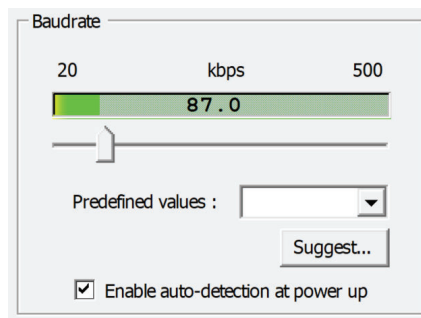 Baudrate
20 kbps 500
87.0
Predefined values :
Suggest...
Enable auto-detection at power up